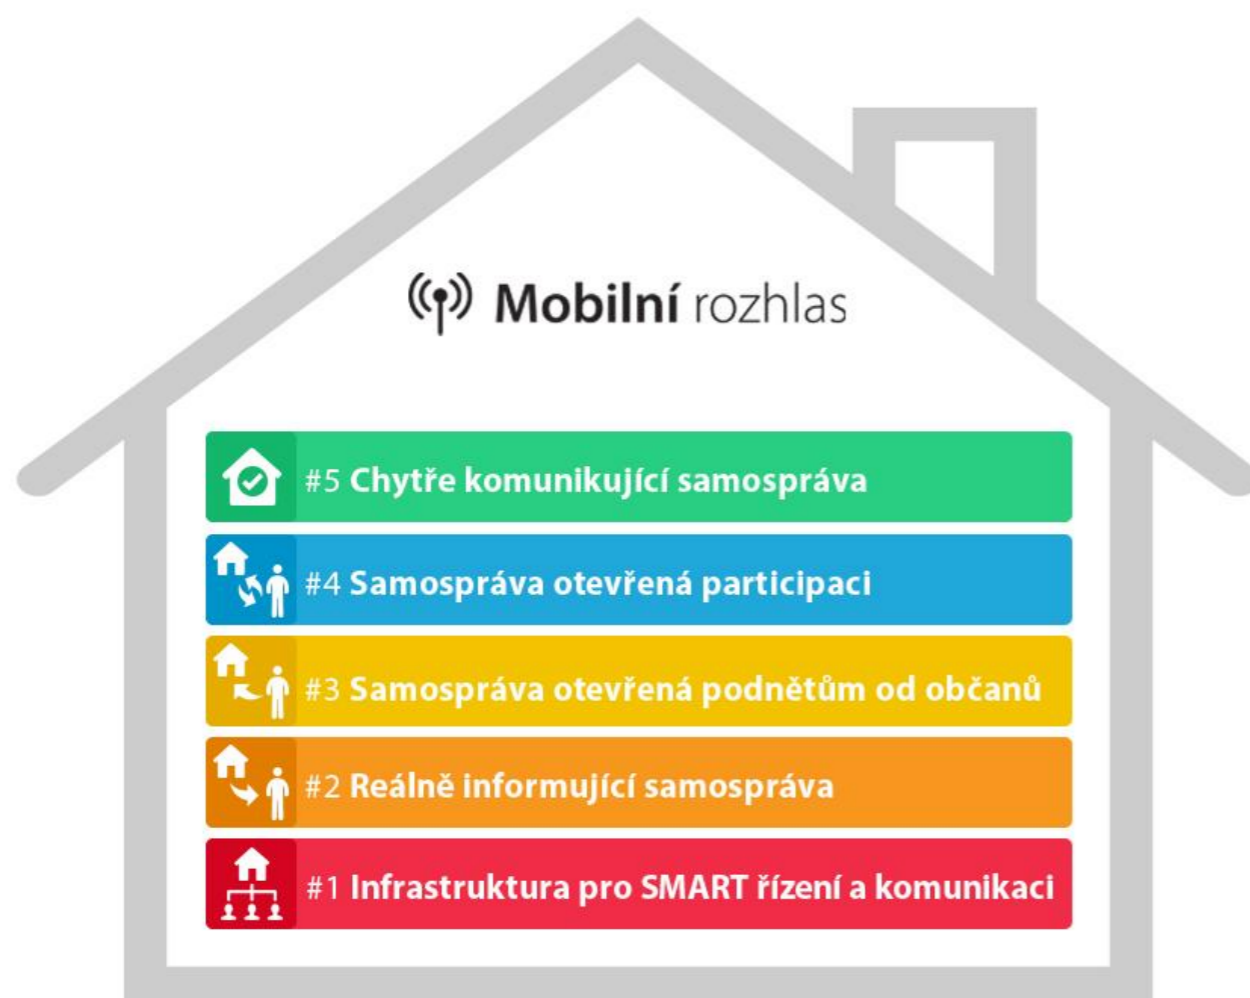 Mobilní rozhlas
#5 Chytře komunikující samospráva
#4 Samospráva otevřená participaci
#3 Samospráva otevřená podnětům od občanů
#2 Reálně informující samospráva
#1 Infrastruktura pro SMART řízení a komunikaci